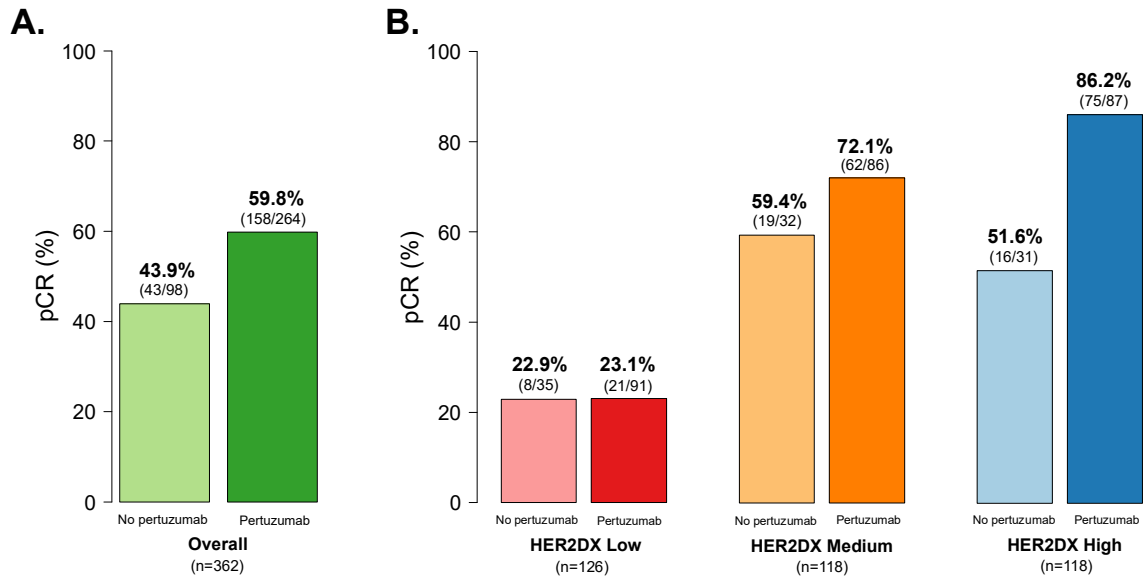 A.
pCR (%)
100
80
60
40
20
0
43.9%
(43/98)
59.8%
(158/264)
No pertuzumab
Pertuzumab
Overall
(n=362)
B.
pCR (%)
100
80
60
40
20
0
22.9%
(8/35)
23.1%
(21/91)
59.4%
(19/32)
72.1%
(62/86)
51.6%
(16/31)
86.2%
(75/87)
No pertuzumab
Pertuzumab
No pertuzumab
Pertuzumab
No pertuzumab
Pertuzumab
HER2DX Low
(n=126)
HER2DX Medium
(n=118)
HER2DX High
(n=118)